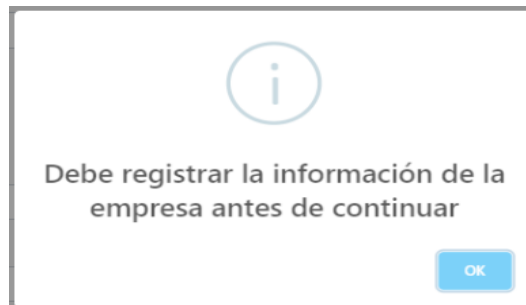 Debe registrar la información de la
empresa antes de continuar
OK